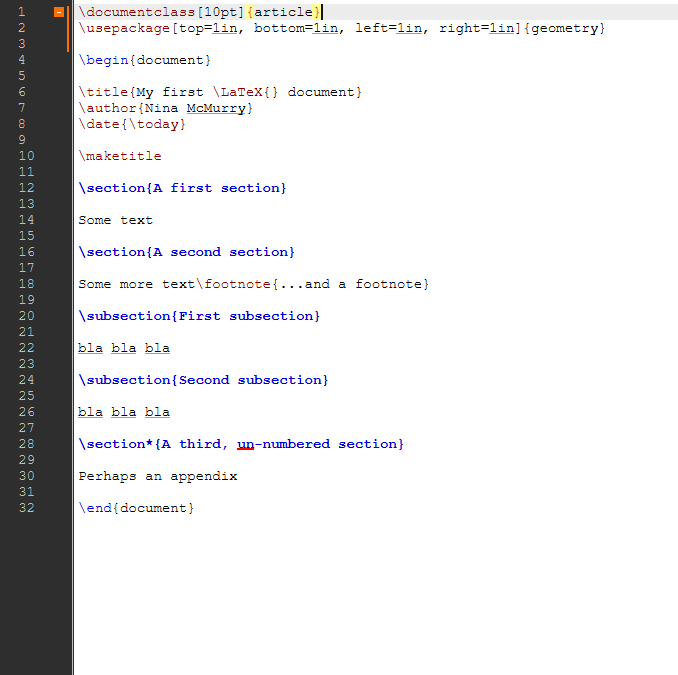 1 \documentclass[10pt]{article}
2 \usepackage[top=1in, bottom=1in, left=1in, right=1in]{geometry}
3
4 \begin{document}
5
6 \title{My first \LaTeX{} document}
7 \author{Nina McMurry}
8 \date{\today}
9
10 \maketitle
11
12 \section{A first section}
13
14 Some text
15
16 \section{A second section}
17
18 Some more text\footnote{...and a footnote}
19
20 \subsection{First subsection}
21
22 bla bla bla
23
24 \subsection{Second subsection}
25
26 bla bla bla
27
28 \section*{A third, un-numbered section}
29
30 Perhaps an appendix
31
32 \end{document}